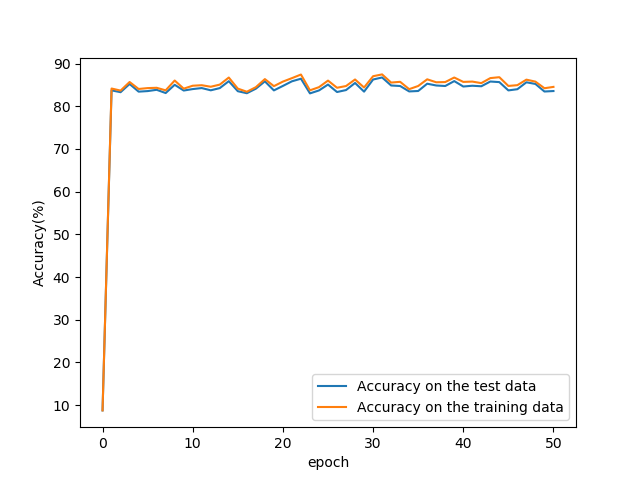 90
80
70
60
50
40
30
20
10
Accuracy(%)
Accuracy on the test data
Accuracy on the training data
0 10 20 30 40 50
epoch